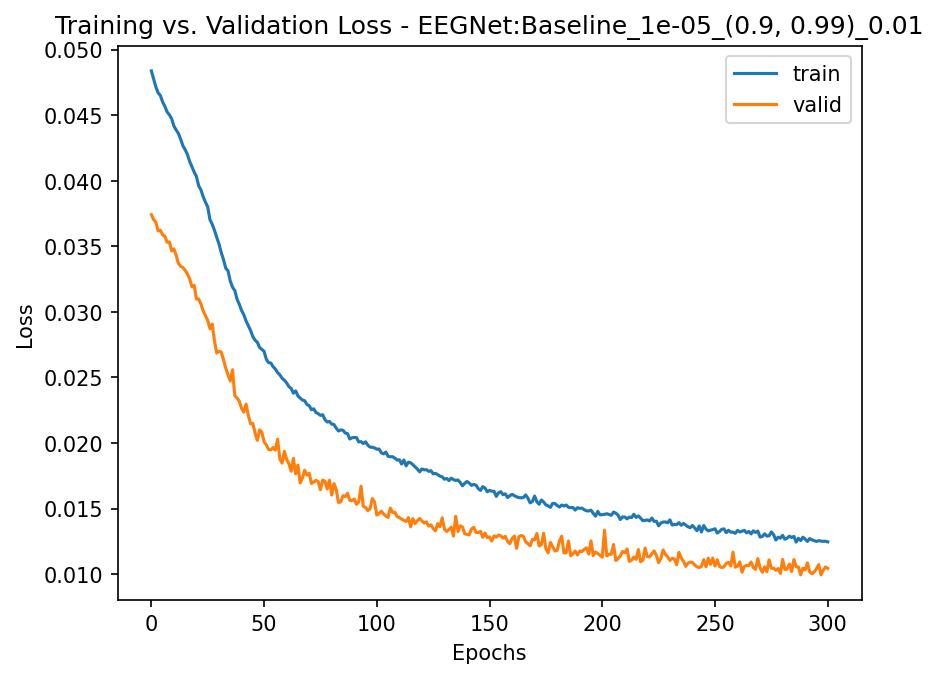 Training vs. Validation Loss - EEGNet:Baseline_1e-05_(0.9, 0.99)_0.01
train
valid
0.050
0.045
0.040
0.035
0.030
0.025
0.020
0.015
0.010
Loss
0 50 100 150 200 250 300
Epochs